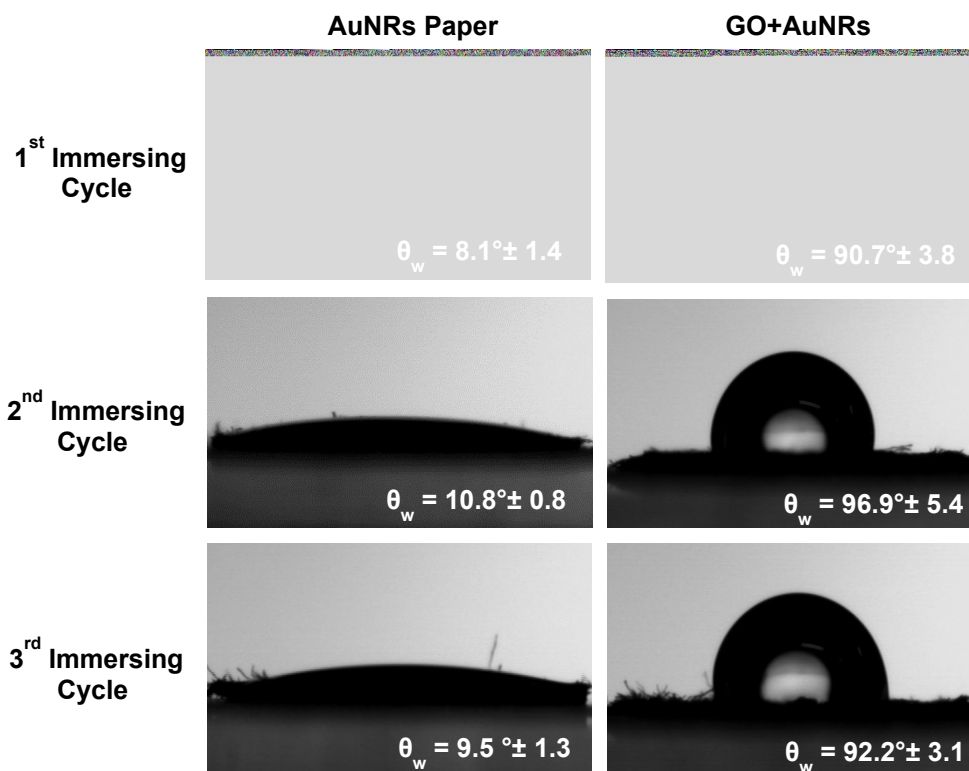 AuNRs Paper GO+AuNRs
1st Immersing
Cycle
θw = 8.1°± 1.4 θw = 90.7°± 3.8
2nd Immersing
Cycle
θw = 10.8°± 0.8 θw = 96.9°± 5.4
3rd Immersing
Cycle
θw = 9.5 °± 1.3 θw = 92.2°± 3.1